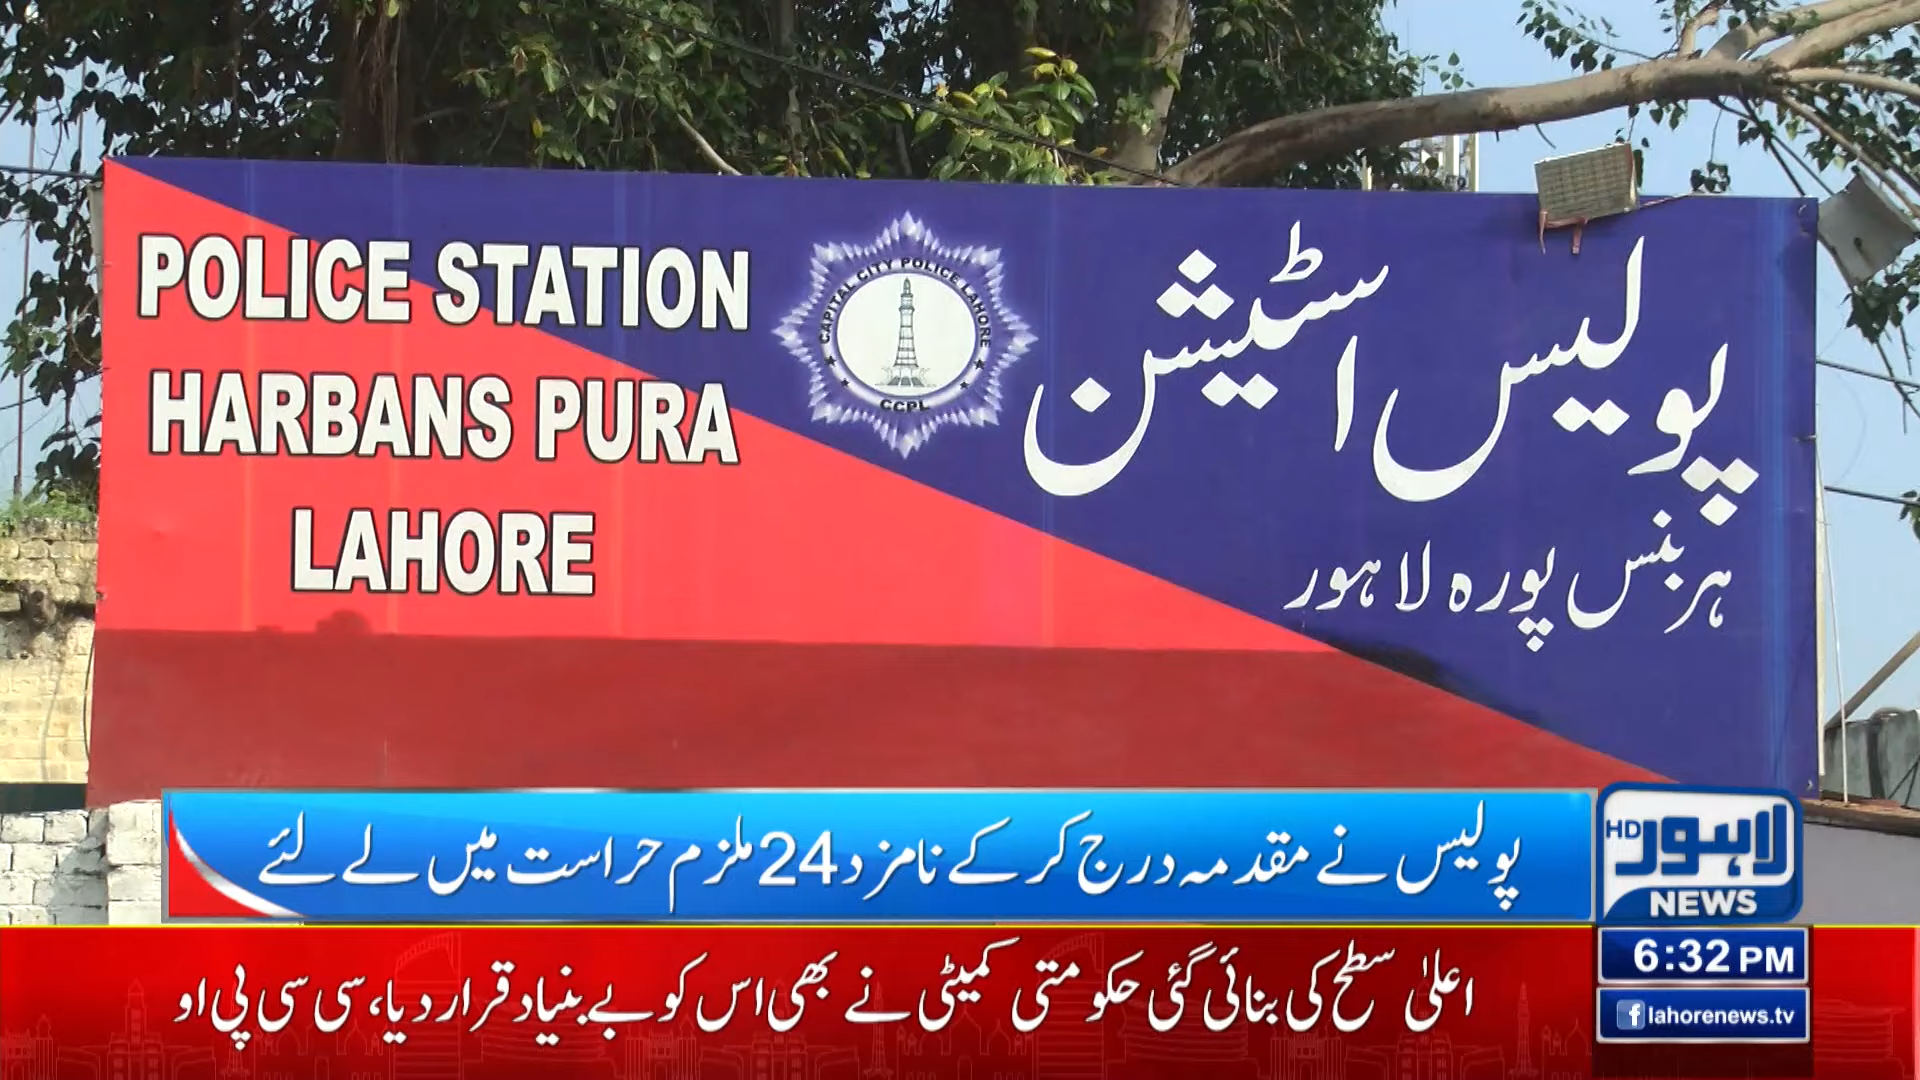 POLICE STATION
HARBANS PURA
LAHORE
CAPITAL CITY POLICE LAHORE
CCPL
پولیس اسٹیشن
ہربنس پورہ لاہور
پولیس نے مقدمہ درج کر کے نامزد 24 ملزم حراست میں لے لئے
HD لاہور
NEWS
اعلیٰ سطح کی بنائی گئی حکومتی کمیٹی نے بھی اس کو بے بنیاد قرار دیا، سی سی پی او
6:32 PM
lahorenews.tv